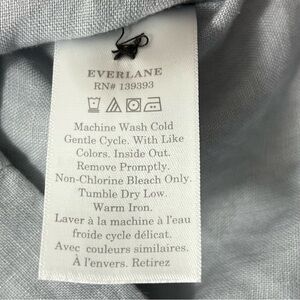 EVERLANE
RN# 139393
Machine Wash Cold
Gentle Cycle. With Like
Colors. Inside Out.
Remove Promptly.
Non-Chlorine Bleach Only.
Tumble Dry Low.
Warm Iron.
Laver à la machine à l'eau
froide cycle délicat.
Avec couleurs similaires.
À l'envers. Retirez